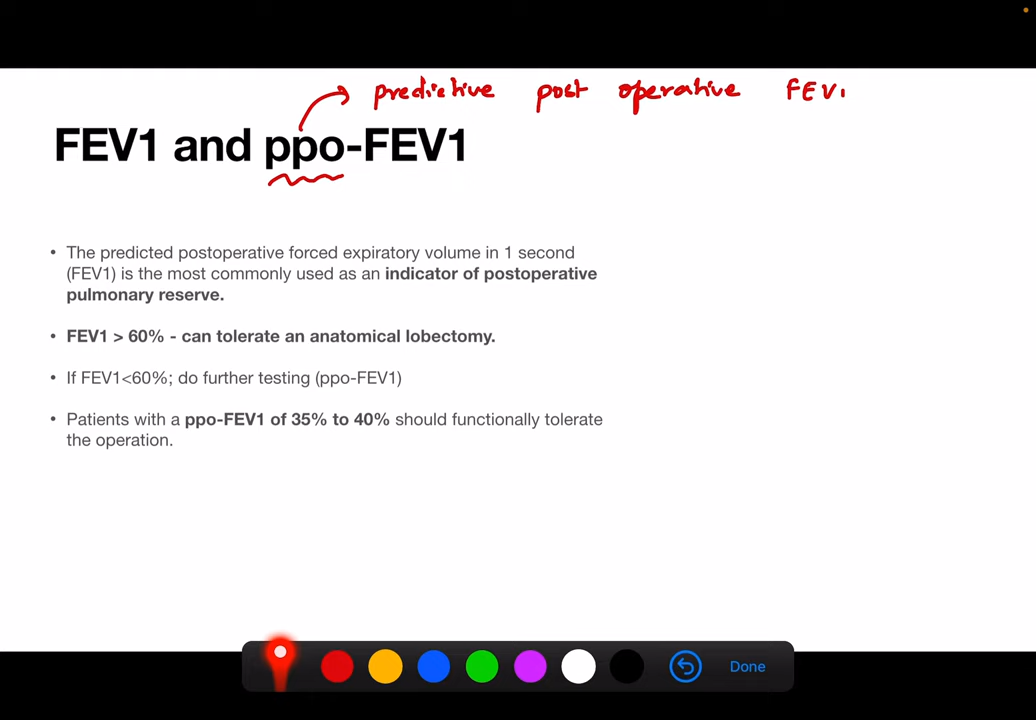 predictive post operative FEV1
FEV1 and ppo-FEV1
• The predicted postoperative forced expiratory volume in 1 second
(FEV1) is the most commonly used as an indicator of postoperative
pulmonary reserve.
• FEV1 > 60% - can tolerate an anatomical lobectomy.
• If FEV1<60%; do further testing (ppo-FEV1)
• Patients with a ppo-FEV1 of 35% to 40% should functionally tolerate
the operation.
Done